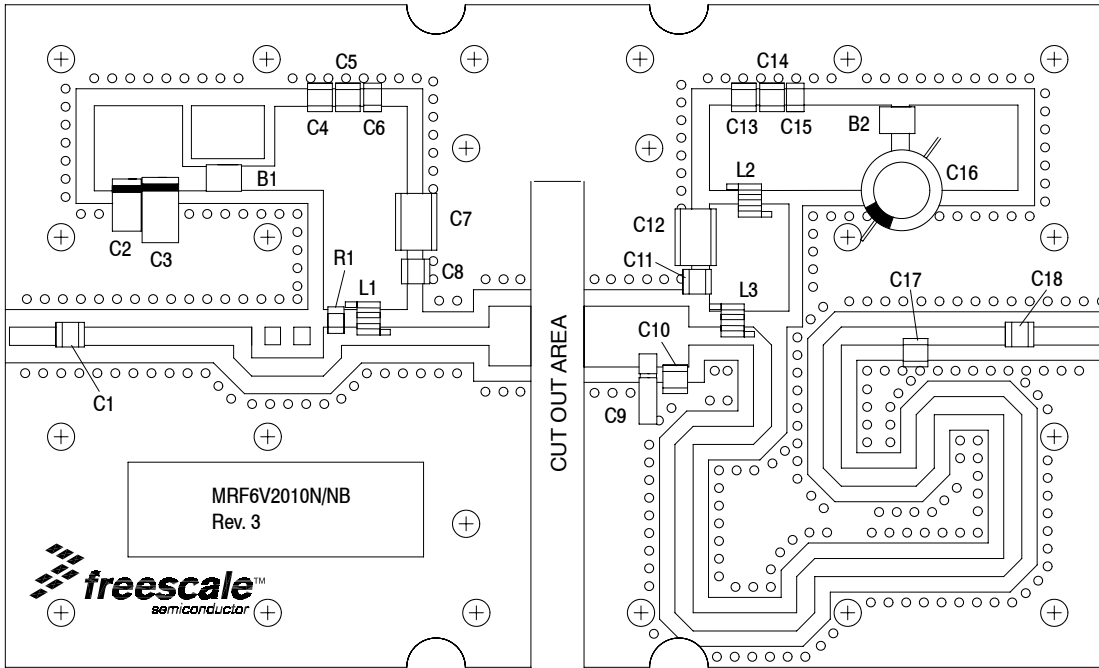 C5
C14
C4
C6
C13
C15
B2
B1
L2
C16
C7
C12
C2
C3
R1
C11
C8
L1
L3
C17
C18
C10
C1
C9
CUT OUT AREA
MRF6V2010N/NB
Rev. 3
freescale™
semiconductor